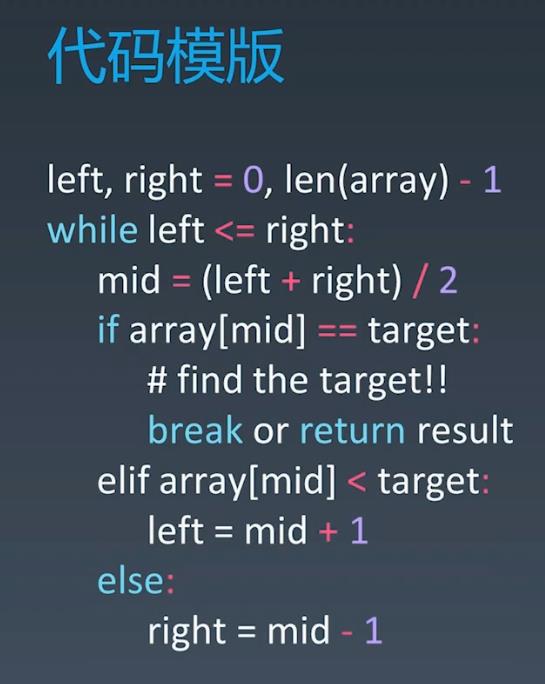 代码模版
left, right = 0, len(array) - 1
while left <= right:
mid = (left + right) / 2
if array[mid] == target:
# find the target!!
break or return result
elif array[mid] < target:
left = mid + 1
else:
right = mid - 1